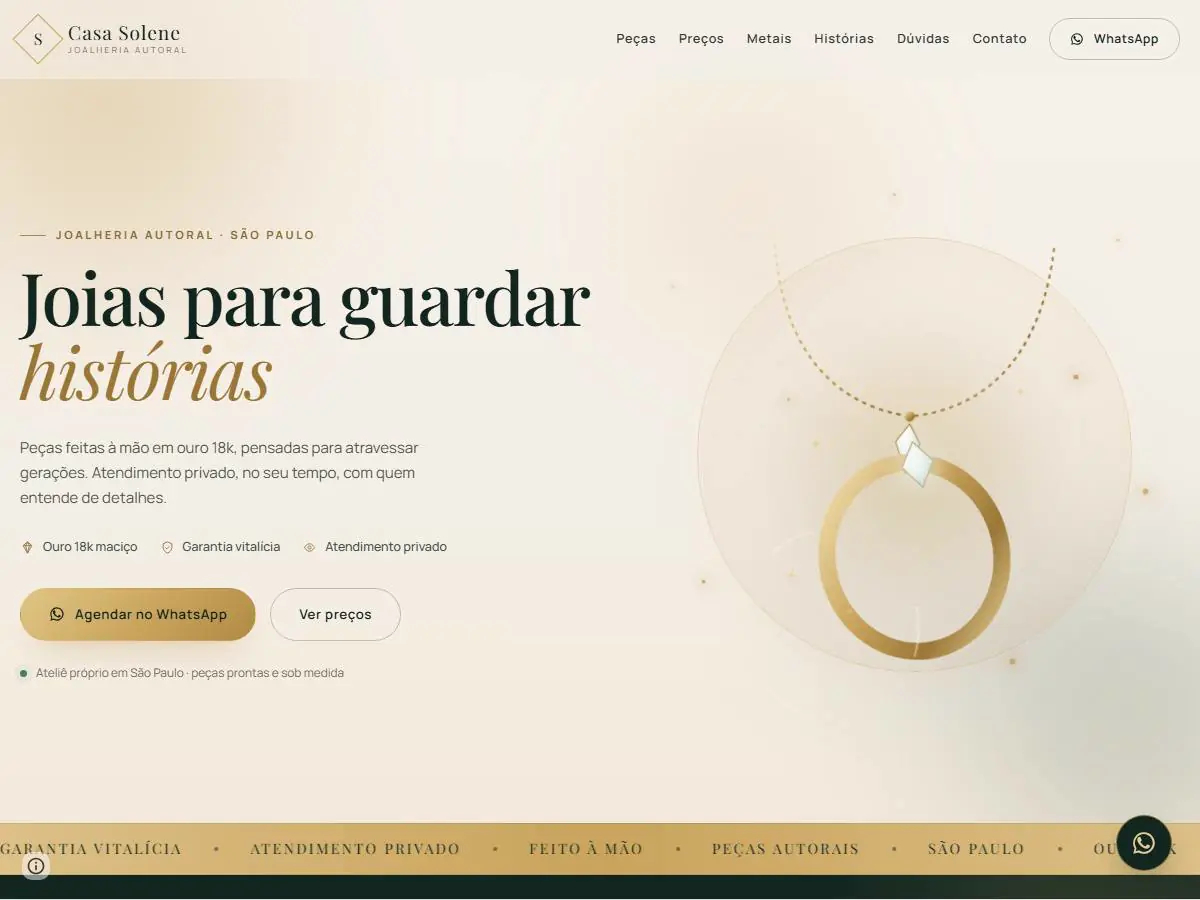 S
Casa Solene
JOALHERIA AUTORAL
Peças
Preços
Metais
Histórias
Dúvidas
Contato
WhatsApp
JOALHERIA AUTORAL · SÃO PAULO
Joias para guardar
histórias
Peças feitas à mão em ouro 18k, pensadas para atravessar
gerações. Atendimento privado, no seu tempo, com quem
entende de detalhes.
Ouro 18k maciço
Garantia vitalícia
Atendimento privado
Agendar no WhatsApp
Ver preços
Ateliê próprio em São Paulo · peças prontas e sob medida
GARANTIA VITALÍCIA • ATENDIMENTO PRIVADO • FEITO À MÃO • PEÇAS AUTORAIS • SÃO PAULO •